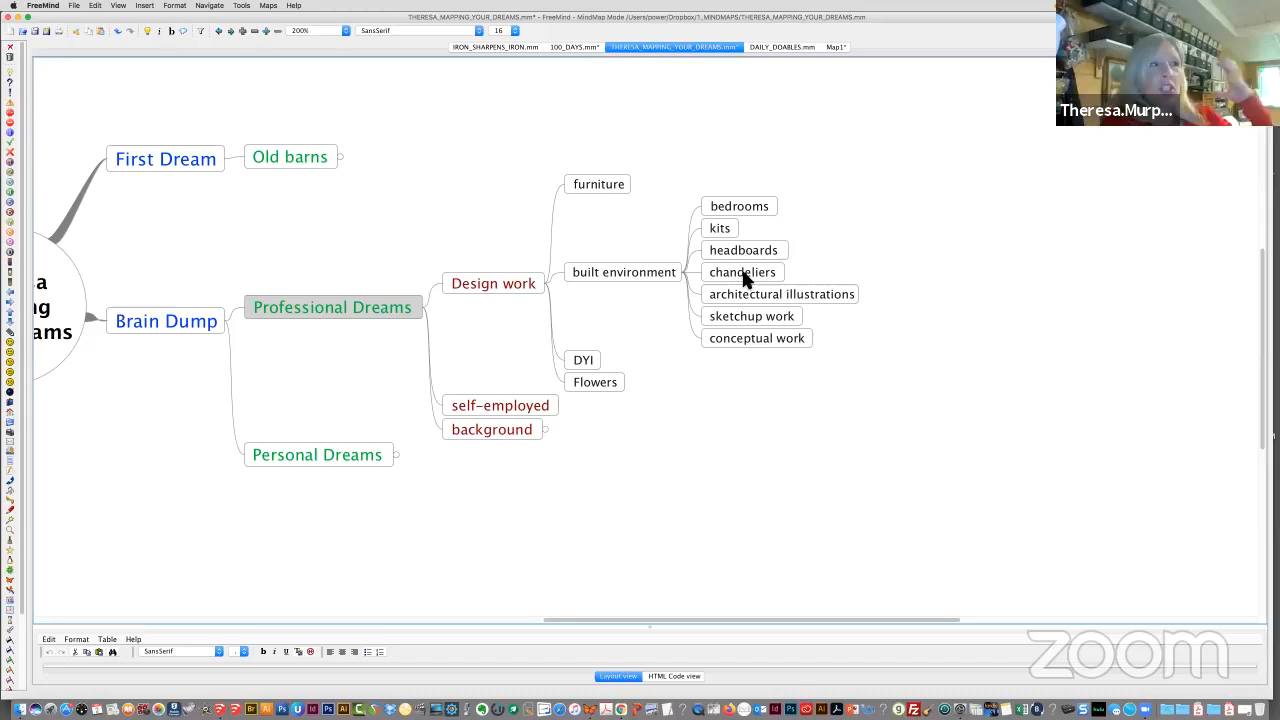 FreeMind File Edit View Insert Format Navigate Tools Maps Help
THERESA_MAPPING_YOUR_DREAMS.mm* - FreeMind - MindMap Mode /Users/power/Dropbox/1_MINDMAPS/THERESA_MAPPING_YOUR_DREAMS.mm
200% SansSerif 16
IRON_SHARPENS_IRON.mm 100_DAYS.mm* THERESA_MAPPING_YOUR_DREAMS.mm* DAILY_DOABLES.mm Map1*
Theresa.Murp...
First Dream
Old barns
furniture
bedrooms
kits
headboards
built environment
chandeliers
Design work
a
architectural illustrations
ng
Professional Dreams
sketchup work
ams
Brain Dump
conceptual work
DYI
Flowers
self-employed
background
Personal Dreams
Edit Format Table Help
SansSerif
b i U
Layout view HTML Code view
zoom